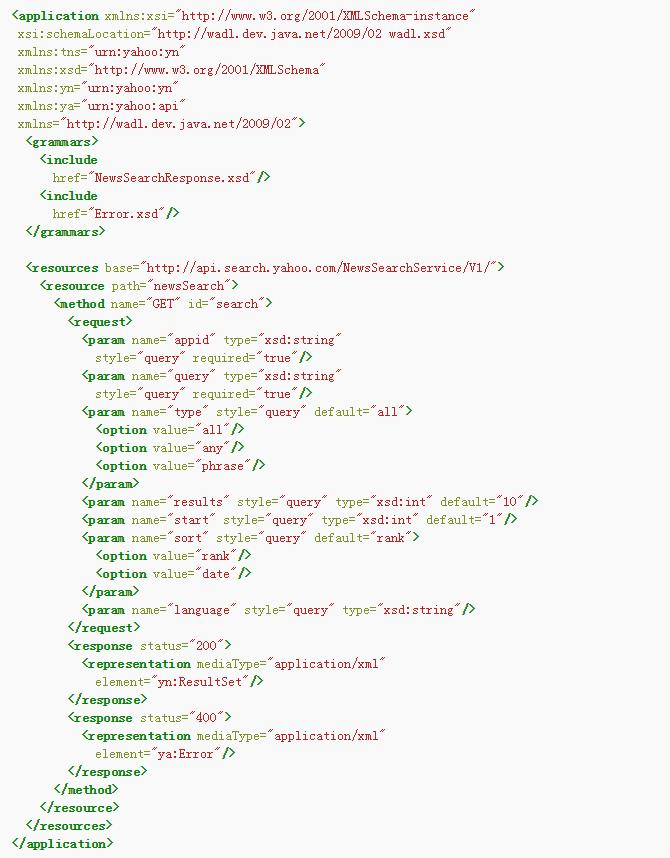 <application xmlns:xsi="http://www.w3.org/2001/XMLSchema-instance"
xsi:schemaLocation="http://wadl.dev.java.net/2009/02 wadl.xsd"
xmlns:tns="urn:yahoo:yn"
xmlns:xsd="http://www.w3.org/2001/XMLSchema"
xmlns:yn="urn:yahoo:yn"
xmlns:ya="urn:yahoo:api"
xmlns="http://wadl.dev.java.net/2009/02">
<grammars>
<include
href="NewsSearchResponse.xsd"/>
<include
href="Error.xsd"/>
</grammars>
<resources base="http://api.search.yahoo.com/NewsSearchService/V1/">
<resource path="newsSearch">
<method name="GET" id="search">
<request>
<param name="appid" type="xsd:string"
style="query" required="true"/>
<param name="query" type="xsd:string"
style="query" required="true"/>
<param name="type" style="query" default="all">
<option value="all"/>
<option value="any"/>
<option value="phrase"/>
</param>
<param name="results" style="query" type="xsd:int" default="10"/>
<param name="start" style="query" type="xsd:int" default="1"/>
<param name="sort" style="query" default="rank">
<option value="rank"/>
<option value="date"/>
</param>
<param name="language" style="query" type="xsd:string"/>
</request>
<response status="200">
<representation mediaType="application/xml"
element="yn:ResultSet"/>
</response>
<response status="400">
<representation mediaType="application/xml"
element="ya:Error"/>
</response>
</method>
</resource>
</resources>
</application>